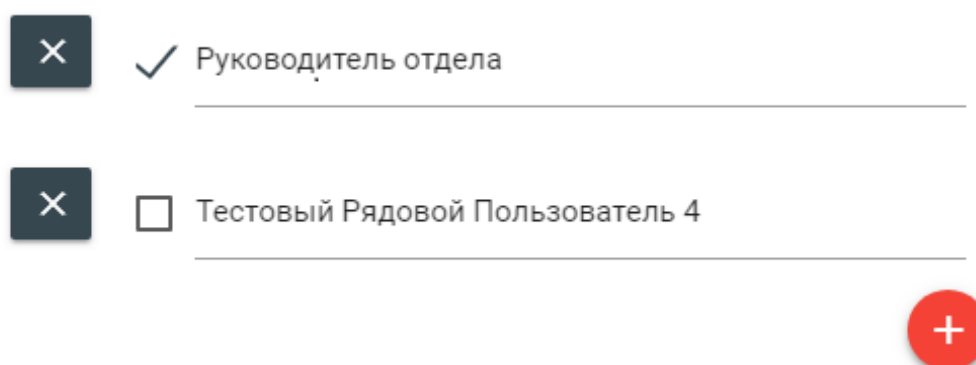 Руководитель отдела
Тестовый Рядовой Пользователь 4